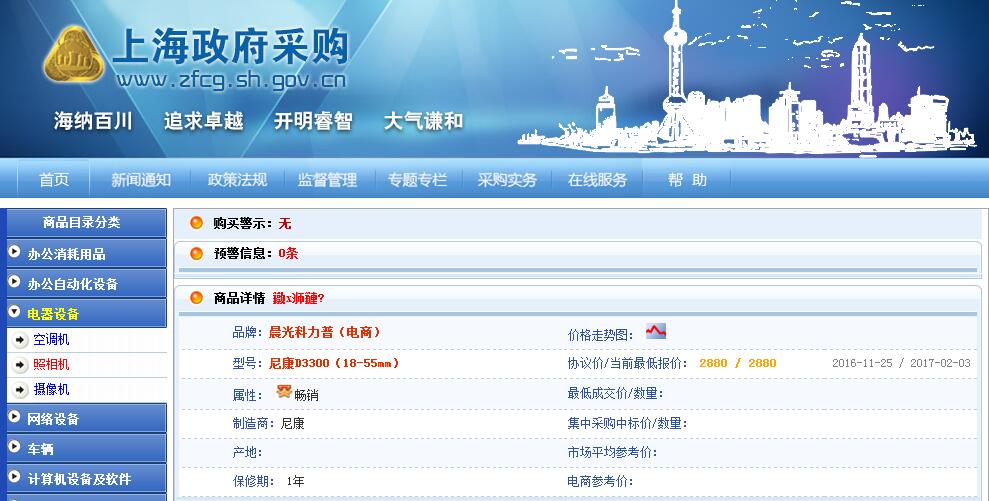 上海政府采购
www.zfcg.sh.gov.cn
海纳百川 追求卓越 开明睿智 大气谦和
首页 新闻通知 政策法规 监督管理 专题专栏 采购实务 在线服务 帮 助
商品目录分类
办公消耗用品
办公自动化设备
电器设备
空调机
照相机
摄像机
网络设备
车辆
计算机设备及软件
购买警示：无
预警信息：0条
商品详情
品牌：晨光科力普（电商） 价格走势图：
型号：尼康D3300（18-55mm） 协议价/当前最低报价： 2880 / 2880 2016-11-25 / 2017-02-03
属性： 畅销 最低成交价/数量：
制造商：尼康 集中采购中标价/数量：
产地： 市场平均参考价：
保修期： 1年 电商参考价：